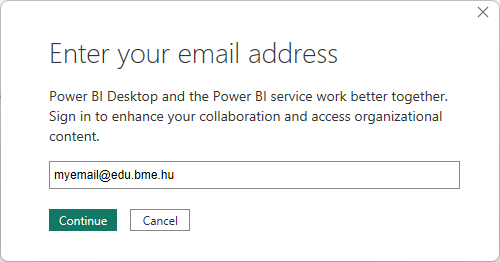 Enter your email address
Power BI Desktop and the Power BI service work better together.
Sign in to enhance your collaboration and access organizational
content.
myemail@edu.bme.hu
Continue Cancel